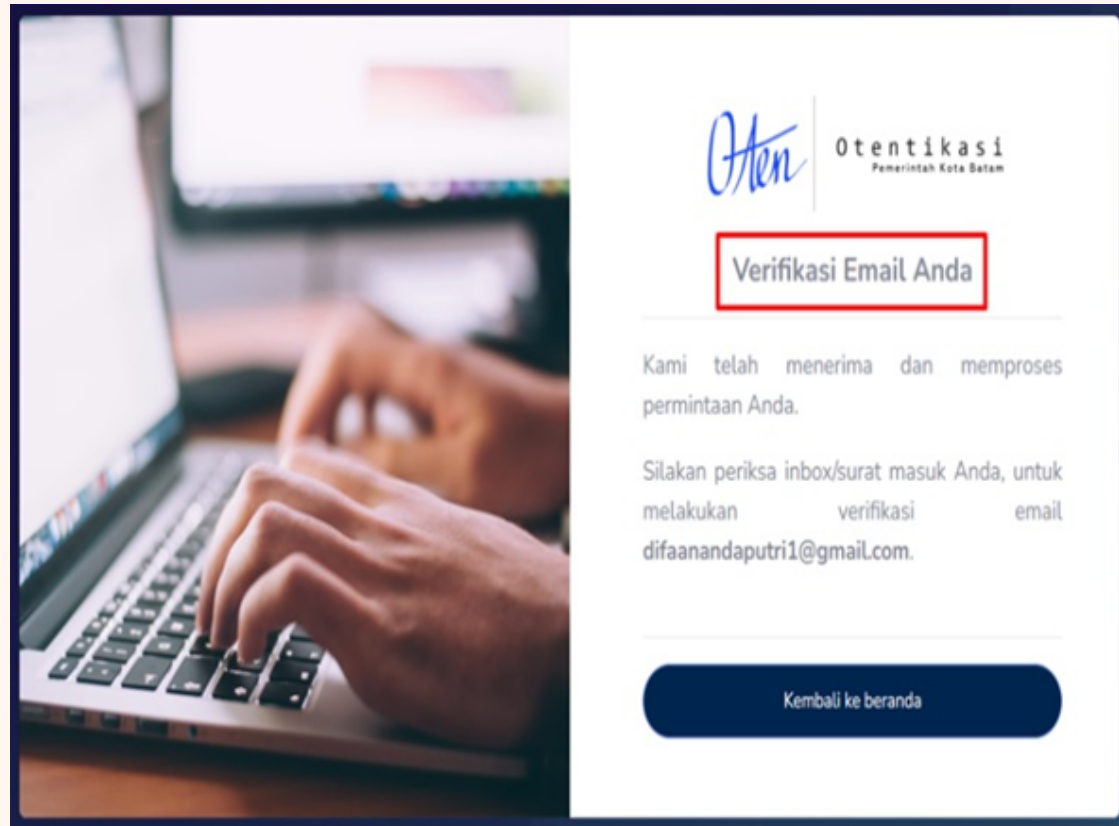 Oten
Otentikasi
Pemerintah Kota Batam
Verifikasi Email Anda
Kami telah menerima dan memproses
permintaan Anda.
Silakan periksa inbox/surat masuk Anda, untuk
melakukan verifikasi email
difaanandaputri1@gmail.com.
Kembali ke beranda